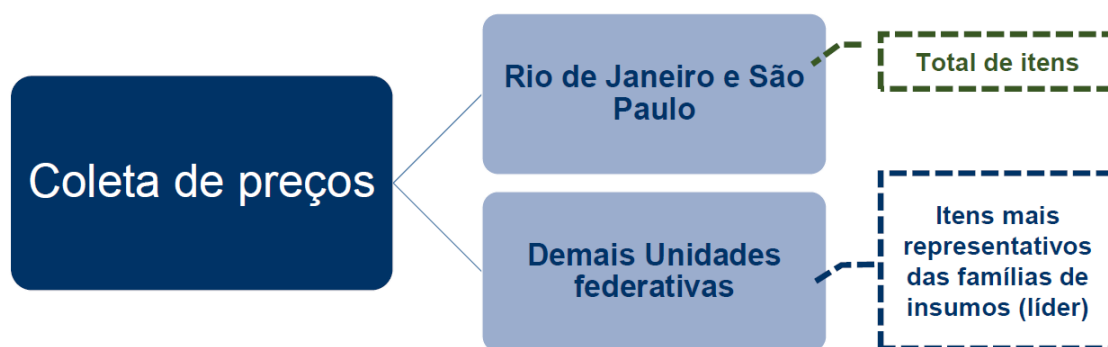 Coleta de preços
Rio de Janeiro e São
Paulo
Total de itens
Demais Unidades
federativas
Itens mais
representativos
das famílias de
insumos (líder)